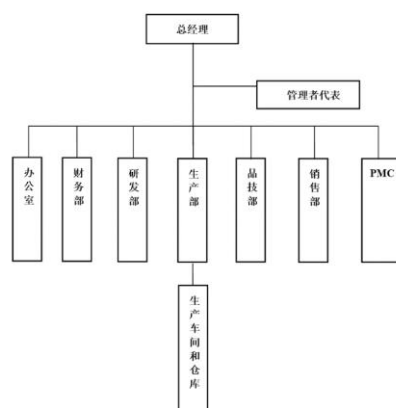 总经理
管理者代表
办公室
财务部
研发部
生产部
品技部
销售部
PMC
生产车间和仓库